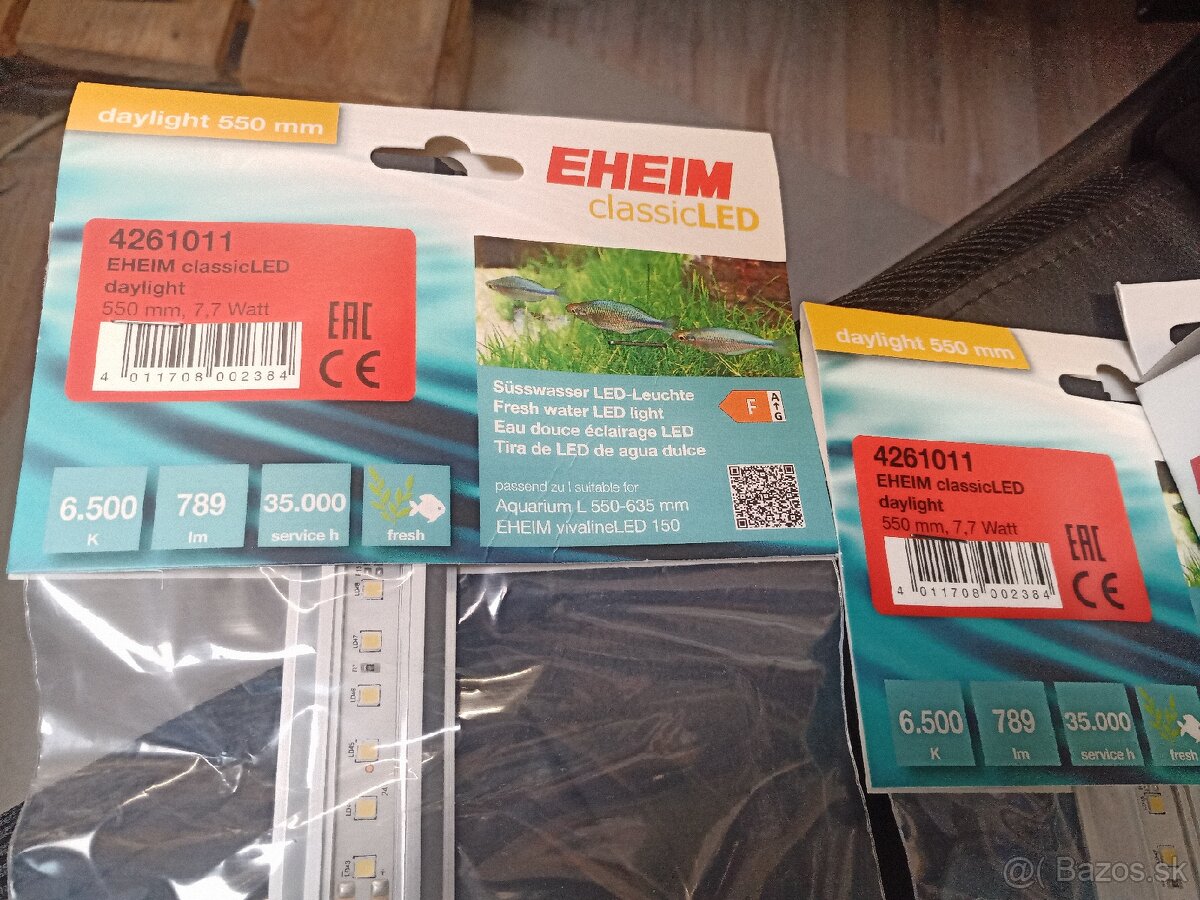 daylight 550 mm
EHEIM
classicLED
4261011
EHEIM classicLED
daylight
550 mm, 7,7 Watt
EAC
CE
4 011708 002384
Süsswasser LED-Leuchte
Fresh water LED light
Eau douce éclairage LED
Tira de LED de agua dulce
F
A
G
passend zu | suitable for
Aquarium L 550-635 mm
EHEIM vivalineLED 150
6.500
K
789
lm
35.000
service h
fresh
LD47
LD46
LD45
LD43
daylight 550 mm
4261011
EHEIM classicLED
daylight
550 mm, 7,7 Watt
EAC
CE
4 011708 002384
6.500
K
789
lm
35.000
service h
fresh
@ Bazos.sk